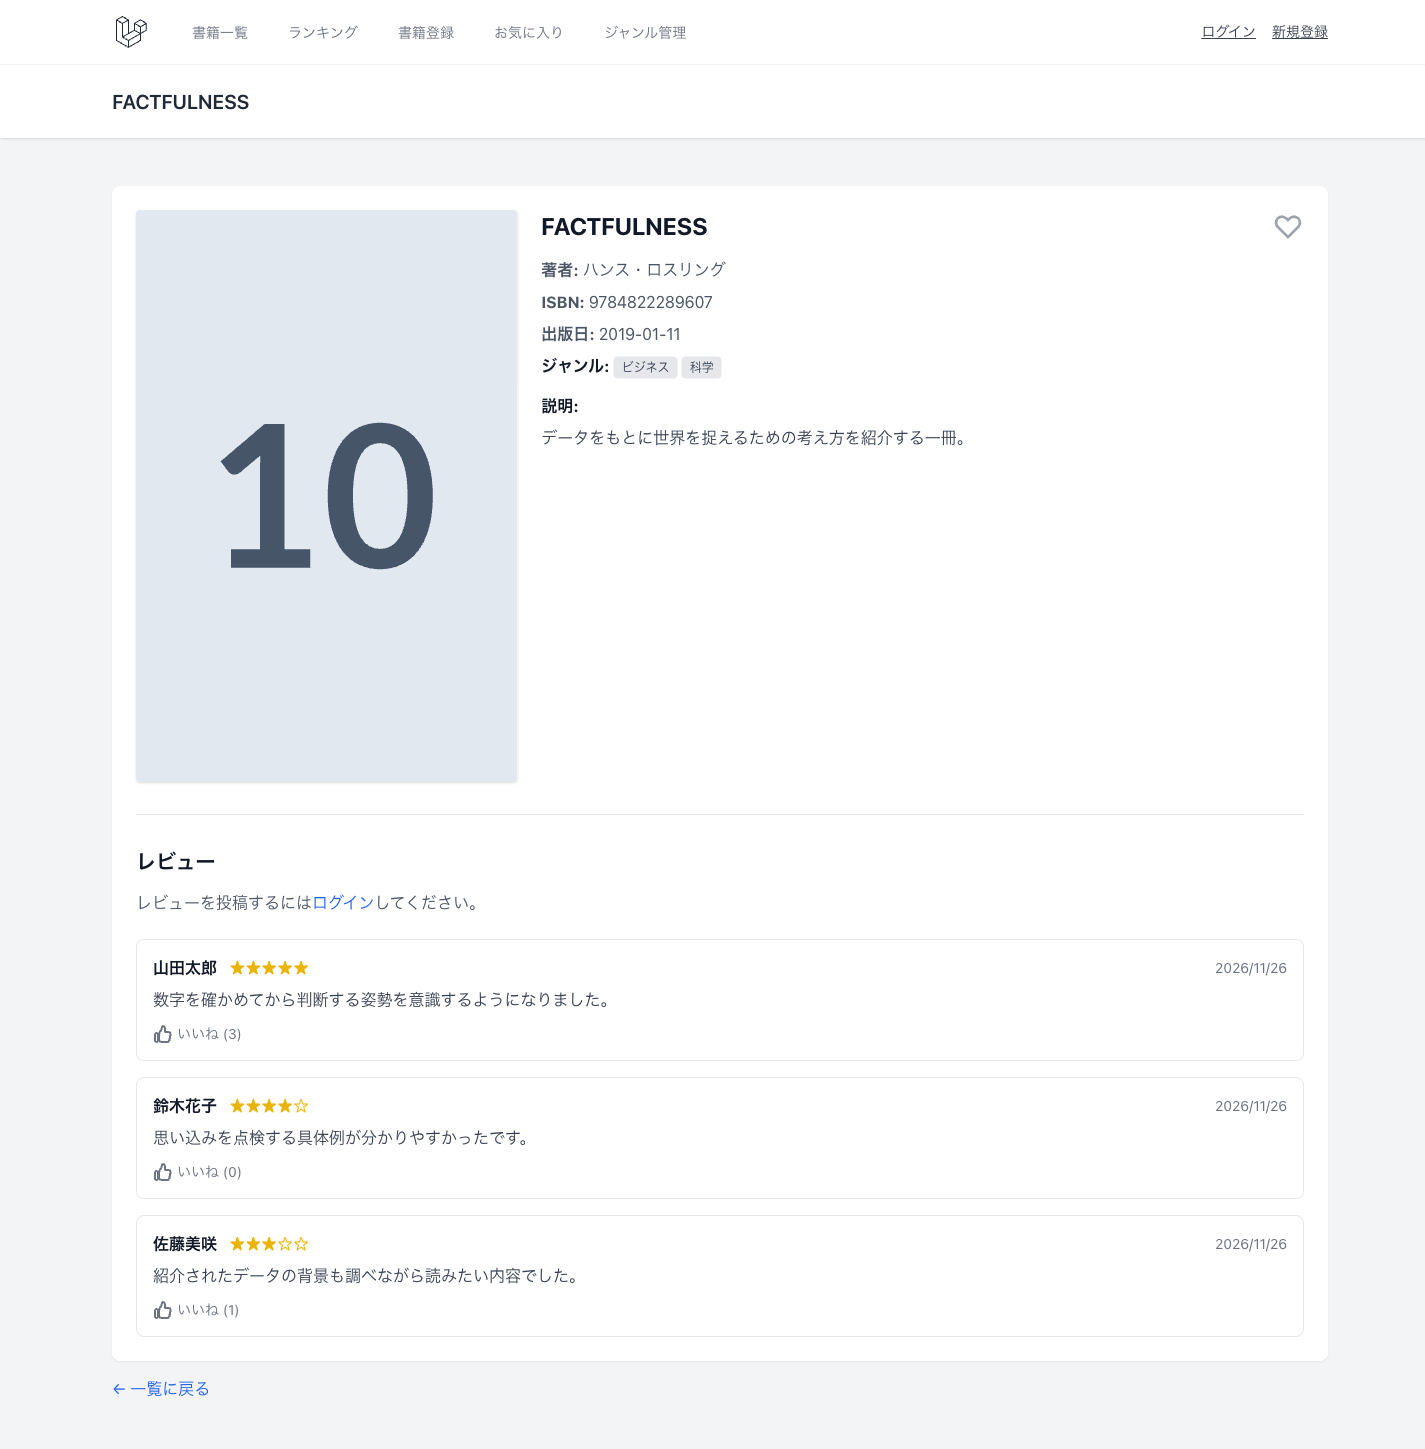 書籍一覧 ランキング 書籍登録 お気に入り ジャンル管理 ログイン 新規登録
FACTFULNESS
10
FACTFULNESS
著者: ハンス・ロスリング
ISBN: 9784822289607
出版日: 2019-01-11
ジャンル: ビジネス 科学
説明:
データをもとに世界を捉えるための考え方を紹介する一冊。
レビュー
レビューを投稿するにはログインしてください。
山田太郎 ★★★★★ 2026/11/26
数字を確かめてから判断する姿勢を意識するようになりました。
いいね (3)
鈴木花子 ★★★★☆ 2026/11/26
思い込みを点検する具体例が分かりやすかったです。
いいね (0)
佐藤美咲 ★★★☆☆ 2026/11/26
紹介されたデータの背景も調べながら読みたい内容でした。
いいね (1)
← 一覧に戻る